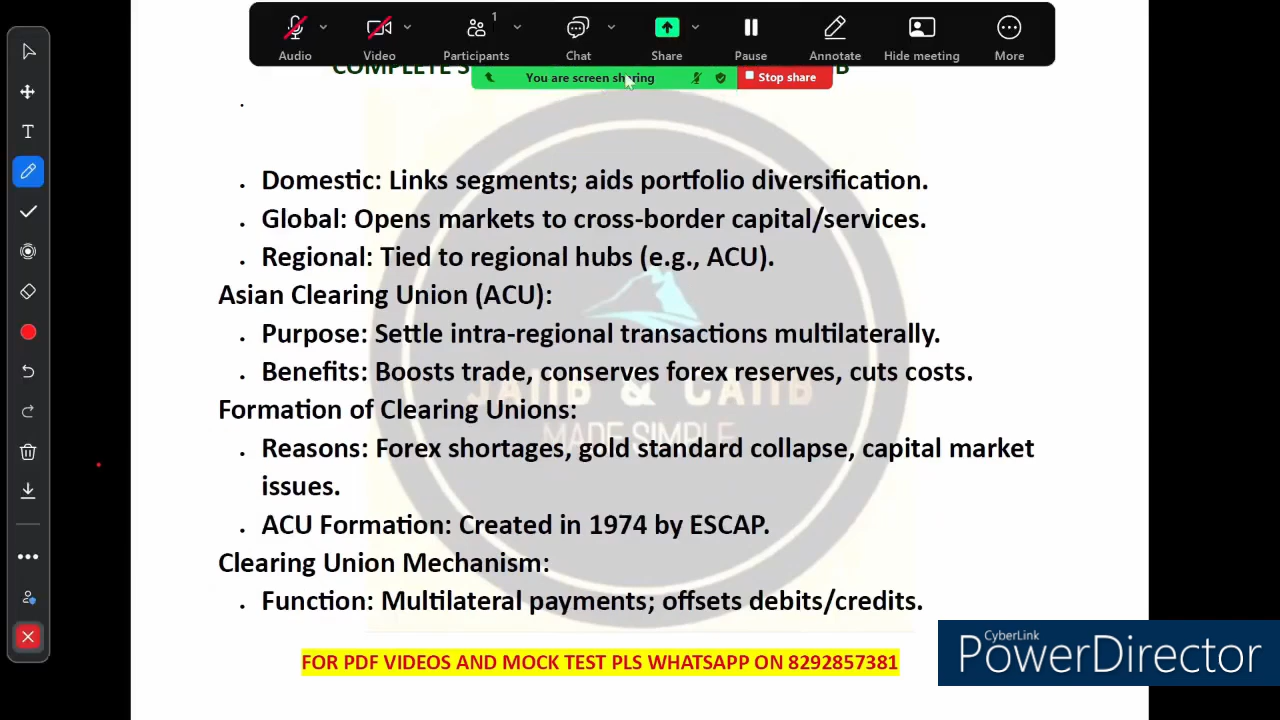 1
Audio
Video
Participants
Chat
Share
Pause
Annotate
Hide meeting
More
You are screen sharing
Stop share
T
• Domestic: Links segments; aids portfolio diversification.
• Global: Opens markets to cross-border capital/services.
• Regional: Tied to regional hubs (e.g., ACU).
Asian Clearing Union (ACU):
• Purpose: Settle intra-regional transactions multilaterally.
• Benefits: Boosts trade, conserves forex reserves, cuts costs.
Formation of Clearing Unions:
• Reasons: Forex shortages, gold standard collapse, capital market
issues.
• ACU Formation: Created in 1974 by ESCAP.
Clearing Union Mechanism:
• Function: Multilateral payments; offsets debits/credits.
JAIIB & CAIIB
MADE SIMPLE
FOR PDF VIDEOS AND MOCK TEST PLS WHATSAPP ON 8292857381
CyberLink
PowerDirector